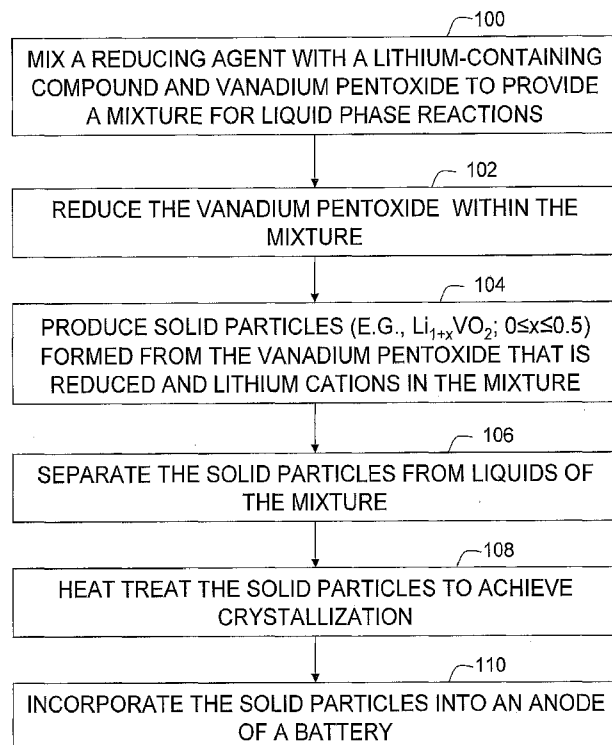 100
MIX A REDUCING AGENT WITH A LITHIUM-CONTAINING
COMPOUND AND VANADIUM PENTOXIDE TO PROVIDE
A MIXTURE FOR LIQUID PHASE REACTIONS
102
REDUCE THE VANADIUM PENTOXIDE WITHIN THE
MIXTURE
104
PRODUCE SOLID PARTICLES (E.G., Li₁₊ₓVO₂; 0≤x≤0.5)
FORMED FROM THE VANADIUM PENTOXIDE THAT IS
REDUCED AND LITHIUM CATIONS IN THE MIXTURE
106
SEPARATE THE SOLID PARTICLES FROM LIQUIDS OF
THE MIXTURE
108
HEAT TREAT THE SOLID PARTICLES TO ACHIEVE
CRYSTALLIZATION
110
INCORPORATE THE SOLID PARTICLES INTO AN ANODE
OF A BATTERY